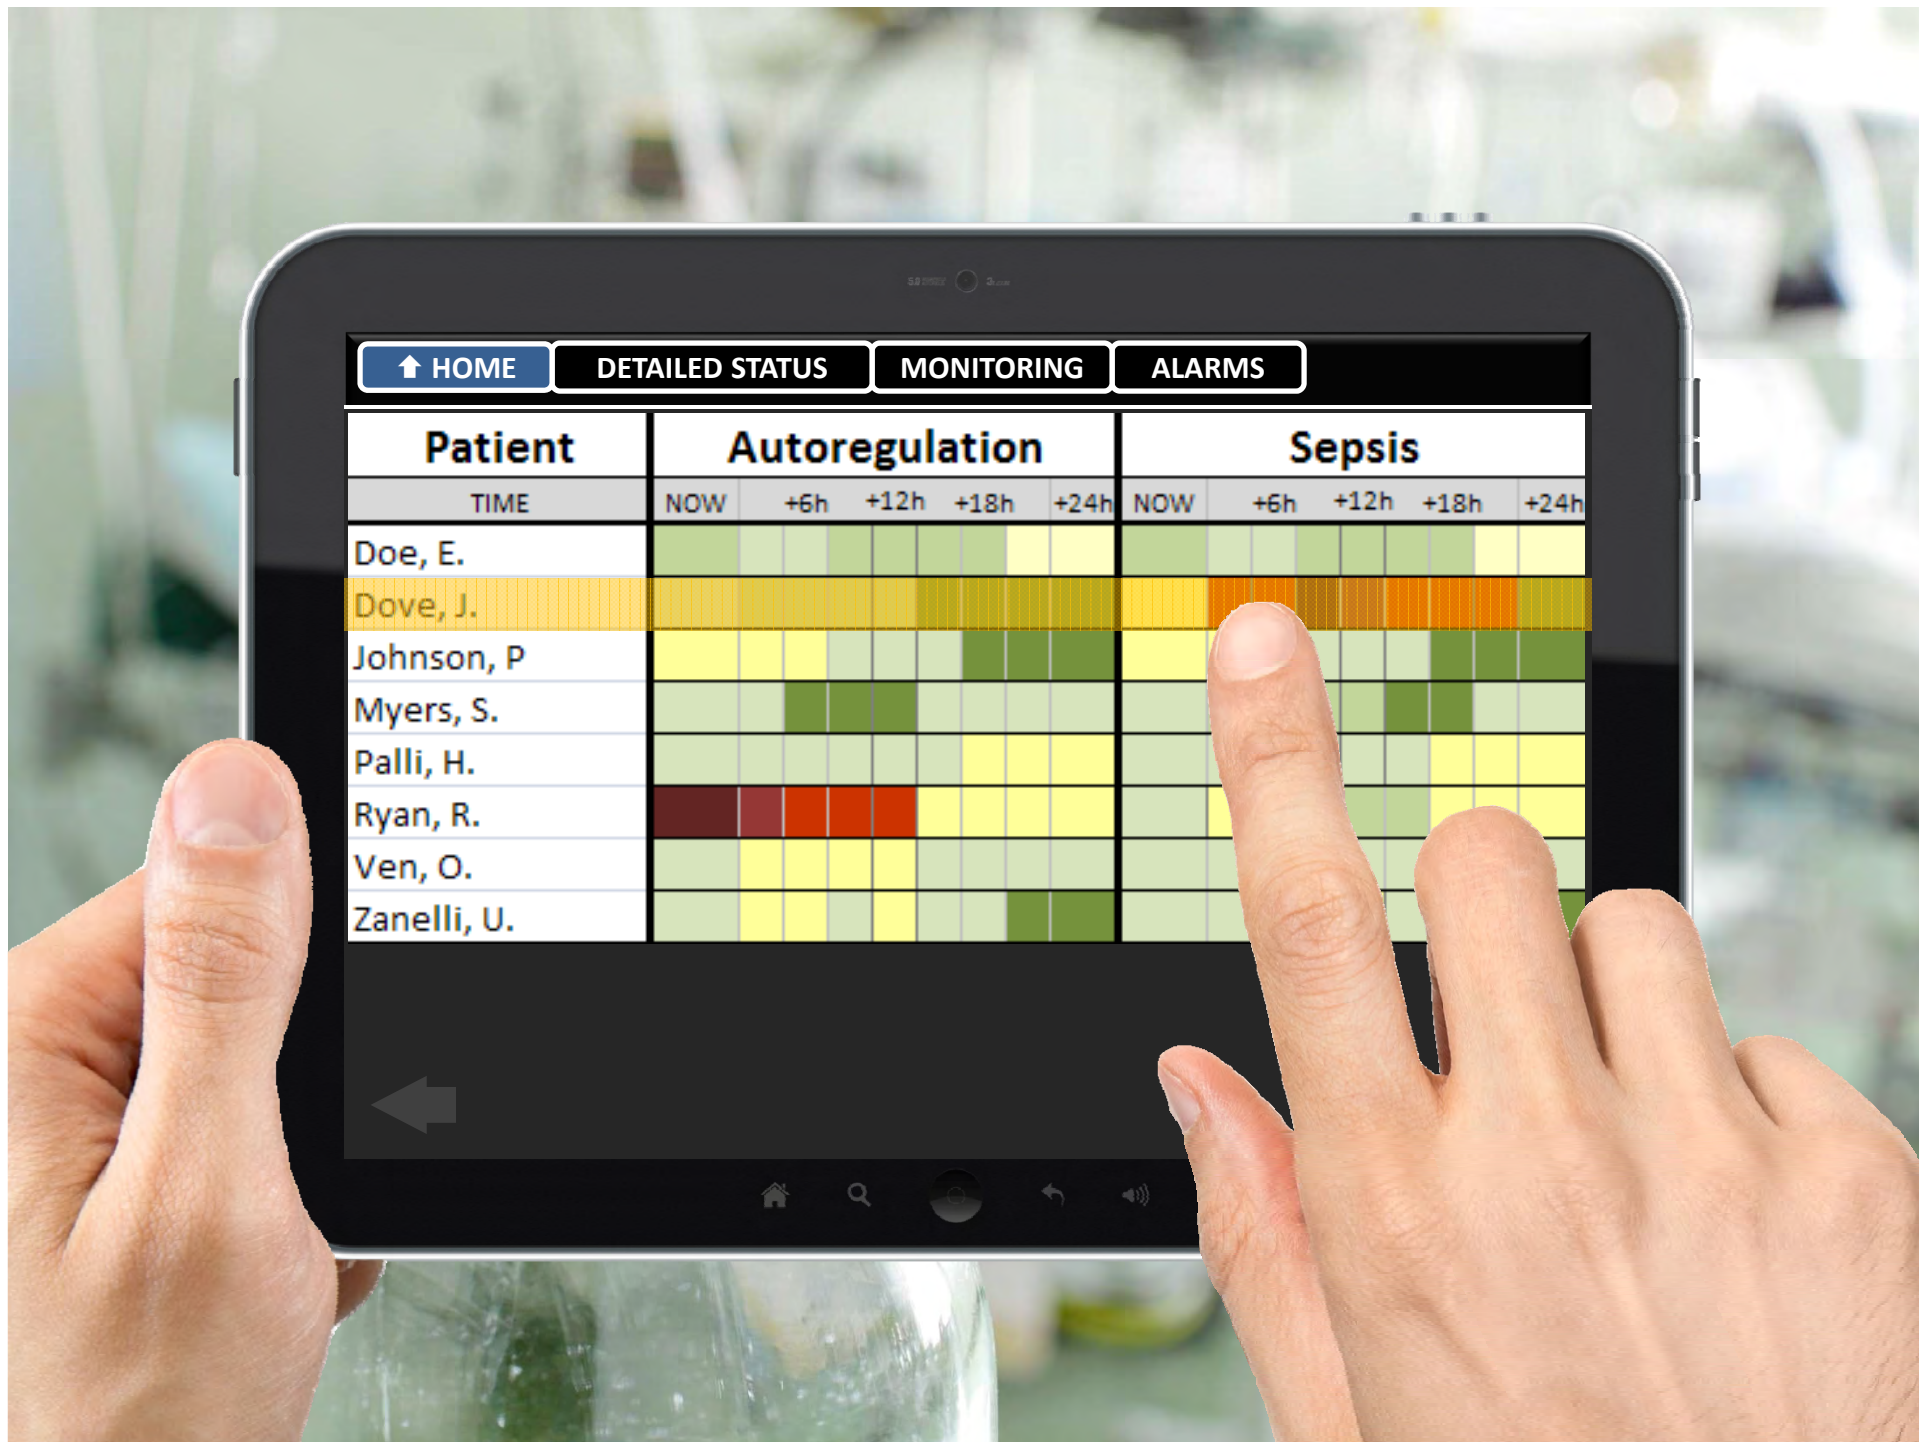 HOME DETAILED STATUS MONITORING ALARMS
Patient Autoregulation Sepsis
TIME NOW +6h +12h +18h +24h NOW +6h +12h +18h +24h
Doe, E.
Dove, J.
Johnson, P
Myers, S.
Palli, H.
Ryan, R.
Ven, O.
Zanelli, U.